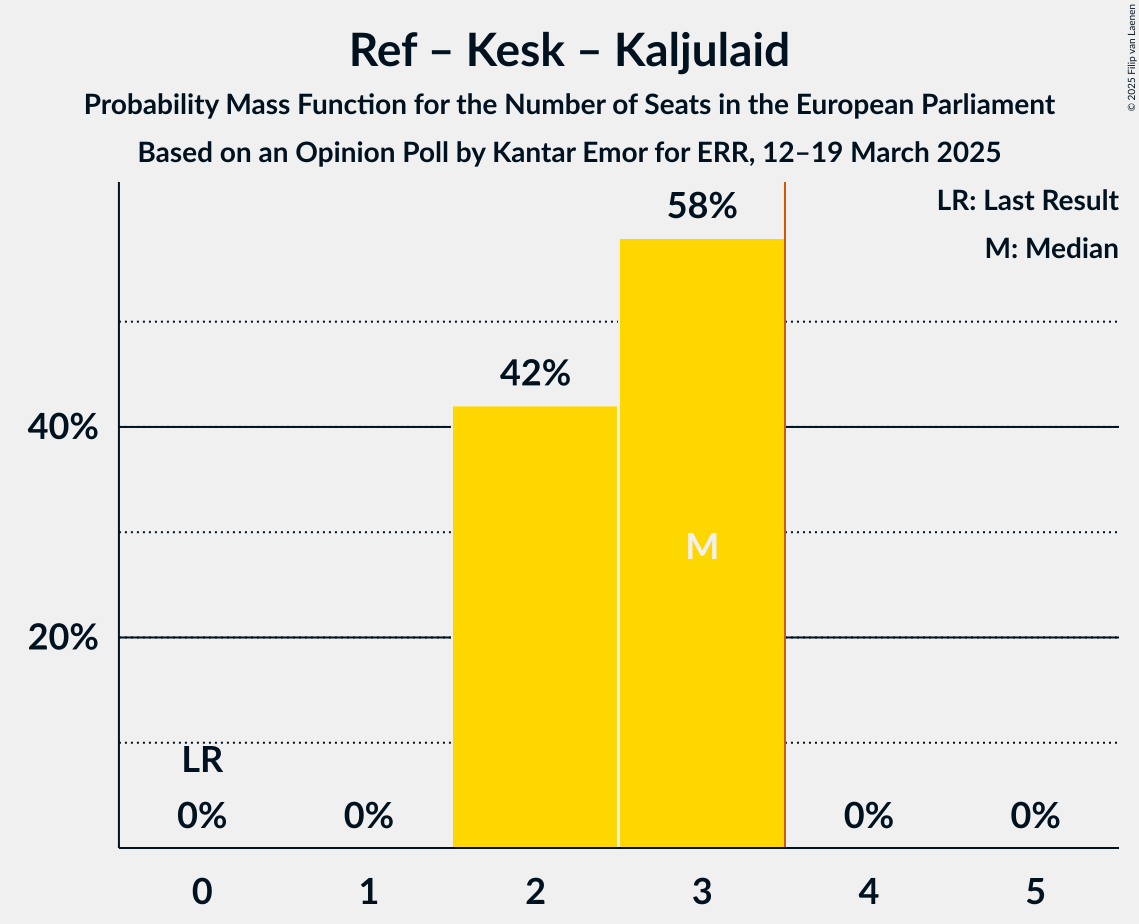 Ref – Kesk – Kaljulaid
Probability Mass Function for the Number of Seats in the European Parliament
Based on an Opinion Poll by Kantar Emor for ERR, 12–19 March 2025
© 2025 Filip van Laenen
LR: Last Result
M: Median
58%
42%
40%
M
20%
LR
0%
0%
0%
0%
0
1
2
3
4
5